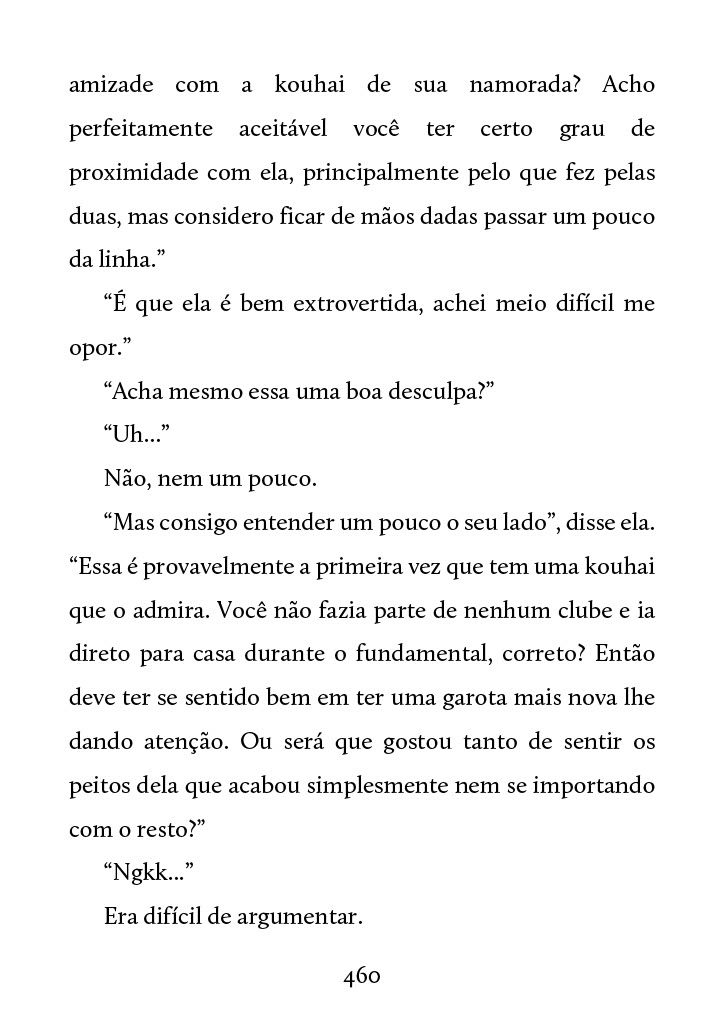 amizade com a kouhai de sua namorada? Acho
perfeitamente aceitável você ter certo grau de
proximidade com ela, principalmente pelo que fez pelas
duas, mas considero ficar de mãos dadas passar um pouco
da linha.”
“É que ela é bem extrovertida, achei meio difícil me
opor.”
“Acha mesmo essa uma boa desculpa?”
“Uh...”
Não, nem um pouco.
“Mas consigo entender um pouco o seu lado”, disse ela.
“Essa é provavelmente a primeira vez que tem uma kouhai
que o admira. Você não fazia parte de nenhum clube e ia
direto para casa durante o fundamental, correto? Então
deve ter se sentido bem em ter uma garota mais nova lhe
dando atenção. Ou será que gostou tanto de sentir os
peitos dela que acabou simplesmente nem se importando
com o resto?”
“Ngkk...”
Era difícil de argumentar.
460